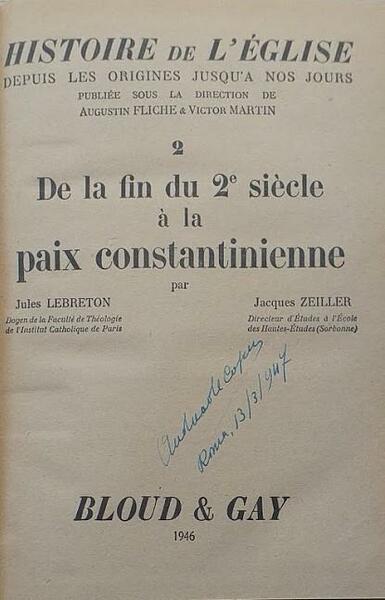 HISTOIRE DE L'ÉGLISE
DEPUIS LES ORIGINES JUSQU'A NOS JOURS
PUBLIÉE SOUS LA DIRECTION DE
AUGUSTIN FLICHE & VICTOR MARTIN
2
De la fin du 2e siècle
à la
paix constantinienne
par
Jules LEBRETON
Doyen de la Faculté de Théologie
de l'Institut Catholique de Paris
Jacques ZEILLER
Directeur d'Études à l'École
des Hautes-Études (Sorbonne)
Roma, 13/3/947
BLOUD & GAY
1946